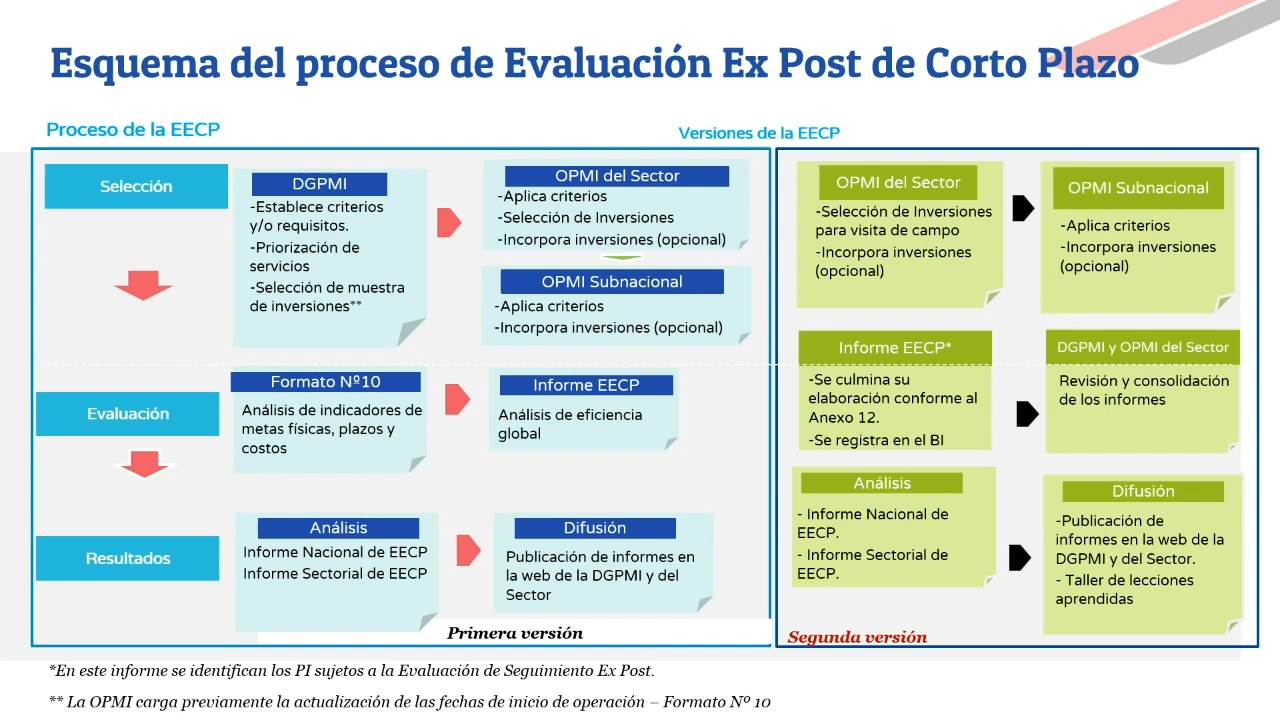 Esquema del proceso de Evaluación Ex Post de Corto Plazo
Proceso de la EECP
Versiones de la EECP
Selección
DGPMI
-Establece criterios
y/o requisitos.
-Priorización de
servicios
-Selección de muestra
de inversiones**
OPMI del Sector
-Aplica criterios
-Selección de Inversiones
-Incorpora inversiones (opcional)
OPMI Subnacional
-Aplica criterios
-Incorpora inversiones (opcional)
OPMI del Sector
-Selección de Inversiones
para visita de campo
-Incorpora inversiones
(opcional)
OPMI Subnacional
-Aplica criterios
-Incorpora inversiones
(opcional)
Evaluación
Formato Nº10
Análisis de indicadores de
metas físicas, plazos y
costos
Informe EECP
Análisis de eficiencia
global
Informe EECP*
-Se culmina su
elaboración conforme al
Anexo 12.
-Se registra en el BI
DGPMI y OPMI del Sector
Revisión y consolidación
de los informes
Resultados
Análisis
Informe Nacional de EECP
Informe Sectorial de EECP
Difusión
Publicación de informes en
la web de la DGPMI y del
Sector
Análisis
- Informe Nacional de
EECP.
- Informe Sectorial de
EECP.
Difusión
-Publicación de
informes en la web de la
DGPMI y del Sector.
- Taller de lecciones
aprendidas
Primera versión
Segunda versión
*En este informe se identifican los PI sujetos a la Evaluación de Seguimiento Ex Post.
** La OPMI carga previamente la actualización de las fechas de inicio de operación – Formato Nº 10